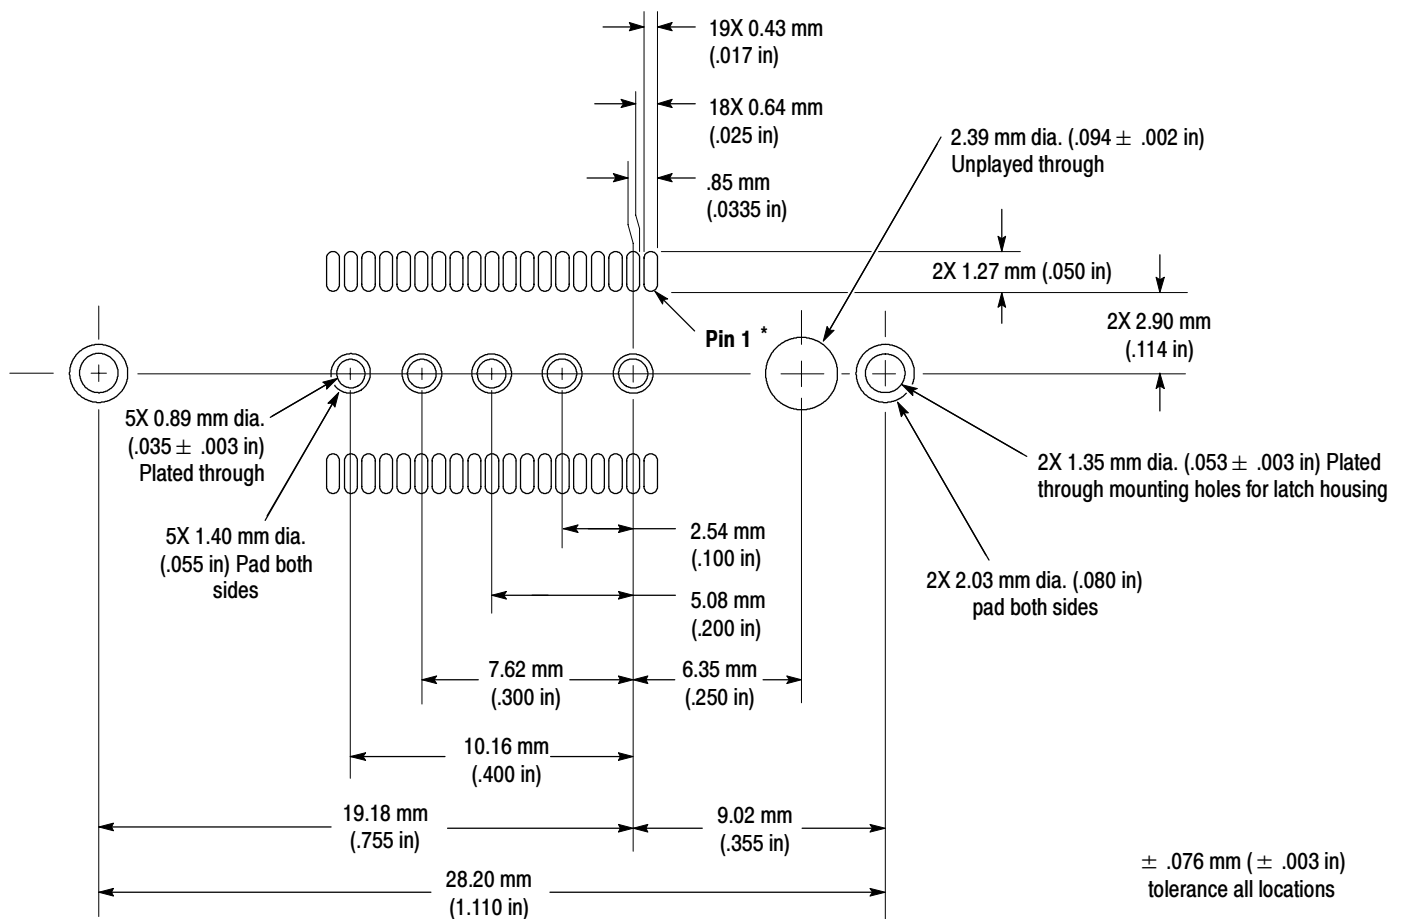 19X 0.43 mm
(.017 in)
18X 0.64 mm
(.025 in)
.85 mm
(.0335 in)
2.39 mm dia. (.094 ± .002 in)
Unplayed through
2X 1.27 mm (.050 in)
2X 2.90 mm
(.114 in)
Pin 1 *
5X 0.89 mm dia.
(.035 ± .003 in)
Plated through
5X 1.40 mm dia.
(.055 in) Pad both
sides
2X 1.35 mm dia. (.053 ± .003 in) Plated
through mounting holes for latch housing
2X 2.03 mm dia. (.080 in)
pad both sides
2.54 mm
(.100 in)
5.08 mm
(.200 in)
7.62 mm
(.300 in)
6.35 mm
(.250 in)
10.16 mm
(.400 in)
19.18 mm
(.755 in)
9.02 mm
(.355 in)
28.20 mm
(1.110 in)
± .076 mm ( ± .003 in)
tolerance all locations